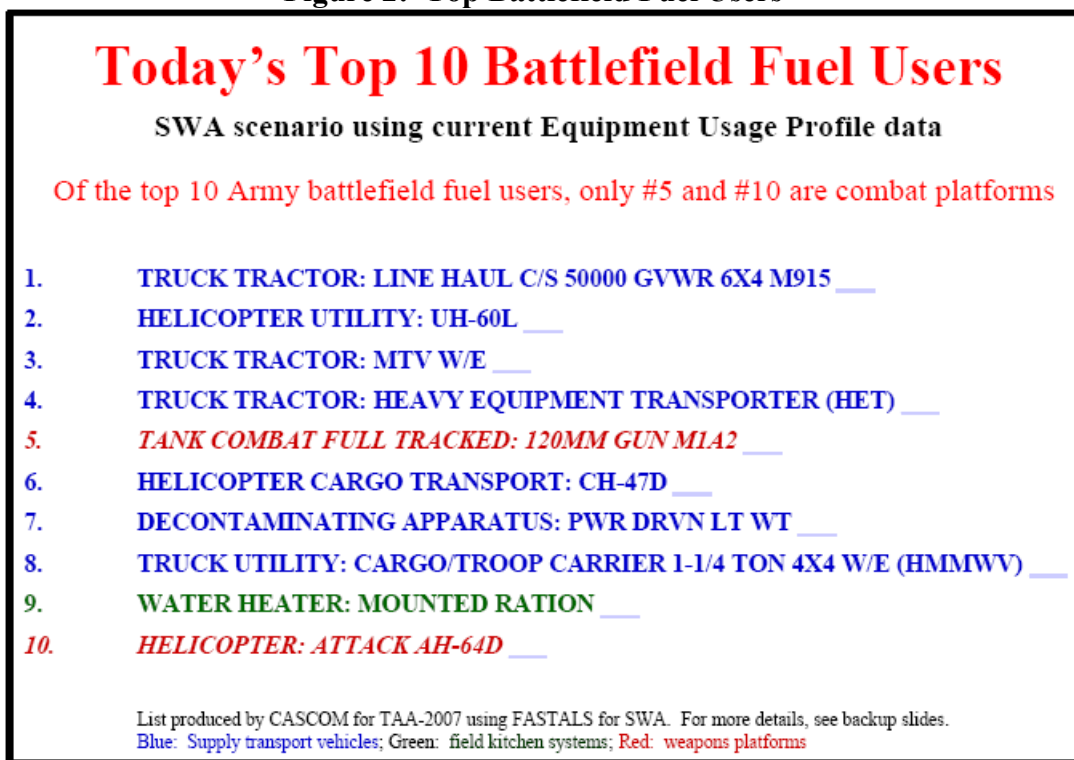 Figure 2. Top Battlefield Fuel Users
Today's Top 10 Battlefield Fuel Users
SWA scenario using current Equipment Usage Profile data
Of the top 10 Army battlefield fuel users, only #5 and #10 are combat platforms
1. TRUCK TRACTOR: LINE HAUL C/S 50000 GVWR 6X4 M915
2. HELICOPTER UTILITY: UH-60L
3. TRUCK TRACTOR: MTV W/E
4. TRUCK TRACTOR: HEAVY EQUIPMENT TRANSPORTER (HET)
5. TANK COMBAT FULL TRACKED: 120MM GUN M1A2
6. HELICOPTER CARGO TRANSPORT: CH-47D
7. DECONTAMINATING APPARATUS: PWR DRVN LT WT
8. TRUCK UTILITY: CARGO/TROOP CARRIER 1-1/4 TON 4X4 W/E (HMMWV)
9. WATER HEATER: MOUNTED RATION
10. HELICOPTER: ATTACK AH-64D
List produced by CASCOM for TAA-2007 using FASTALS for SWA. For more details, see backup slides.
Blue: Supply transport vehicles; Green: field kitchen systems; Red: weapons platforms